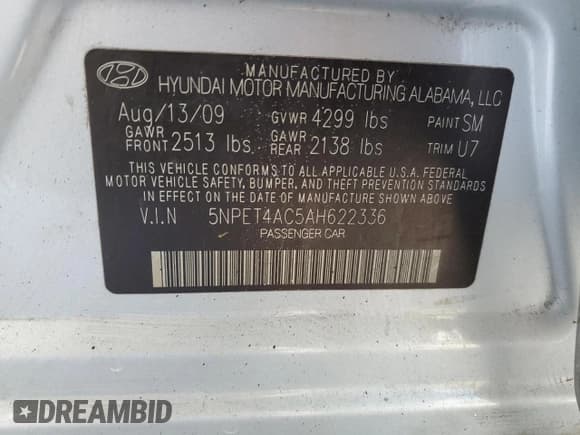 MANUFACTURED BY
HYUNDAI MOTOR MANUFACTURING ALABAMA, LLC
Aug/13/09 GVWR 4299 lbs PAINT SM
GAWR FRONT 2513 lbs. GAWR REAR 2138 lbs TRIM U7
THIS VEHICLE CONFORMS TO ALL APPLICABLE U.S.A. FEDERAL
MOTOR VEHICLE SAFETY, BUMPER, AND THEFT PREVENTION STANDARDS
IN EFFECT ON THE DATE OF MANUFACTURE SHOWN ABOVE.
V.I.N 5NPET4AC5AH622336
PASSENGER CAR
DREAMBID